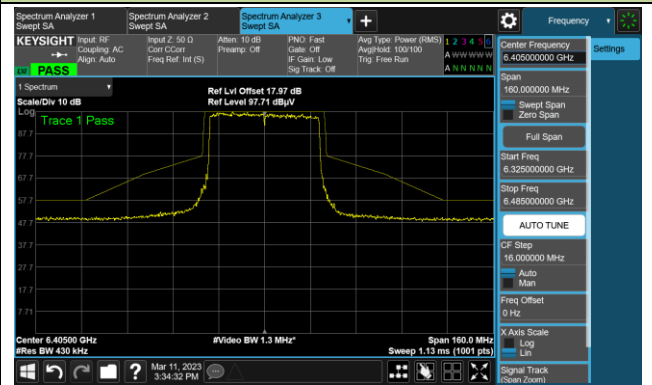 Spectrum Analyzer 1
Swept SA
Spectrum Analyzer 2
Swept SA
Spectrum Analyzer 3
Swept SA
Frequency
KEYSIGHT
Input: RF
Coupling: AC
Align: Auto
Input Z: 50 Ω
Corr CCorr
Freq Ref: Int (S)
Atten: 10 dB
Preamp: Off
PNO: Fast
Gate: Off
IF Gain: Low
Sig Track: Off
Avg Type: Power (RMS)
Avg|Hold: 100/100
Trig: Free Run
1 2 3 4 5 6
A W W W W W
A N N N N N
LXI
PASS
1 Spectrum
Scale/Div 10 dB
Ref Lvl Offset 17.97 dB
Ref Level 97.71 dBµV
Log
Trace 1 Pass
87.7
77.7
67.7
57.7
47.7
37.7
27.7
17.7
7.71
Center 6.40500 GHz
#Res BW 430 kHz
#Video BW 1.3 MHz*
Span 160.0 MHz
Sweep 1.13 ms (1001 pts)
Center Frequency
6.405000000 GHz
Settings
Span
160.000000 MHz
Swept Span
Zero Span
Full Span
Start Freq
6.325000000 GHz
Stop Freq
6.485000000 GHz
AUTO TUNE
CF Step
16.000000 MHz
Auto
Man
Freq Offset
0 Hz
X Axis Scale
Log
Lin
Signal Track
(Span Zoom)
Mar 11, 2023
3:34:32 PM